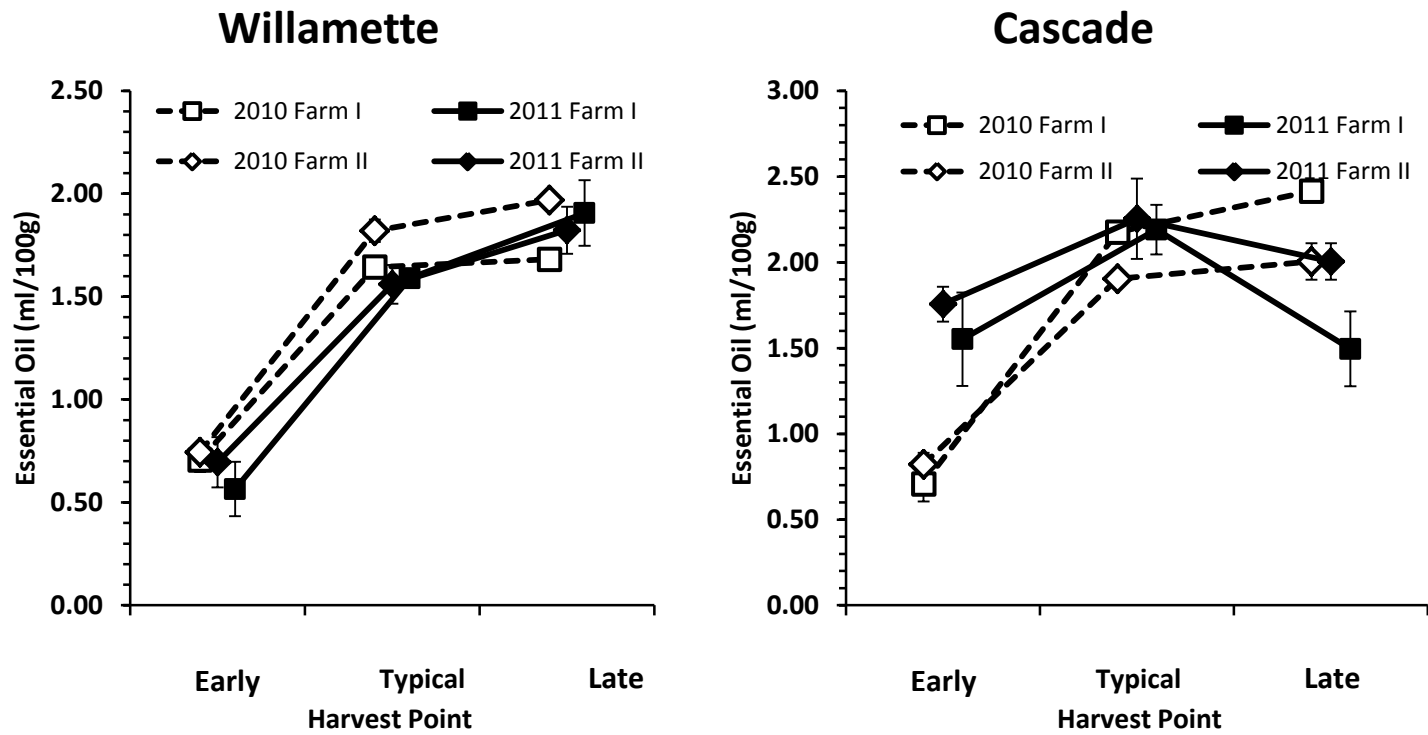 Willamette
Essential Oil (ml/100g)
2.50
2.00
1.50
1.00
0.50
0.00
2010 Farm I
2011 Farm I
2010 Farm II
2011 Farm II
Early
Typical
Late
Harvest Point
Cascade
Essential Oil (ml/100g)
3.00
2.50
2.00
1.50
1.00
0.50
0.00
2010 Farm I
2011 Farm I
2010 Farm II
2011 Farm II
Early
Typical
Late
Harvest Point